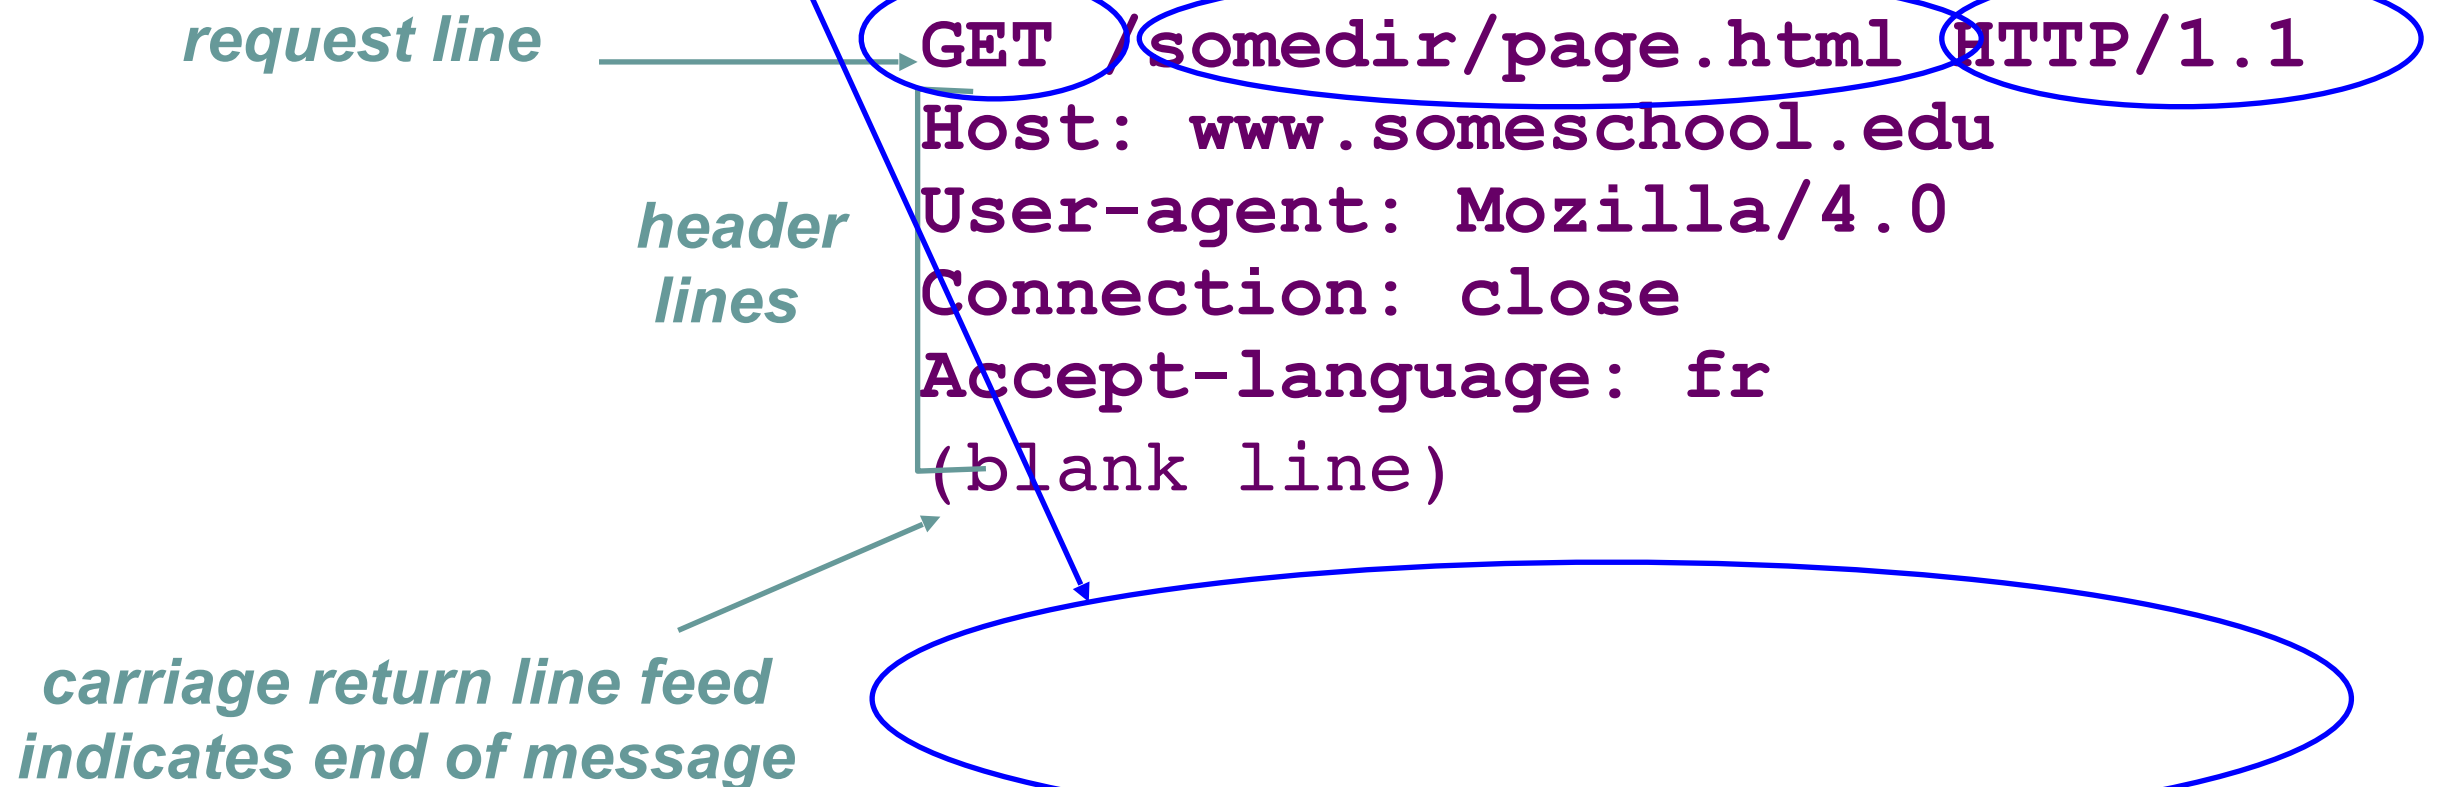 request line
GET /somedir/page.html HTTP/1.1
Host: www.someschool.edu
User-agent: Mozilla/4.0
header
lines
Connection: close
Accept-language: fr
(blank line)
carriage return line feed
indicates end of message